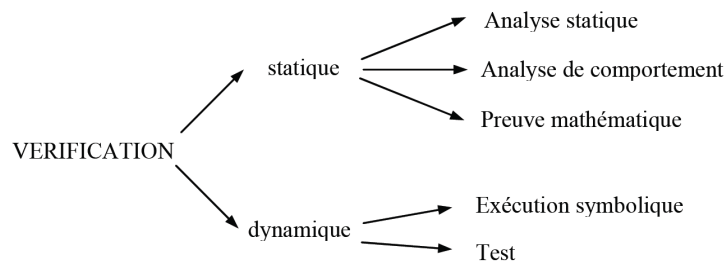 Analyse statique
statique
Analyse de comportement
Preuve mathématique
VERIFICATION
Exécution symbolique
dynamique
Test